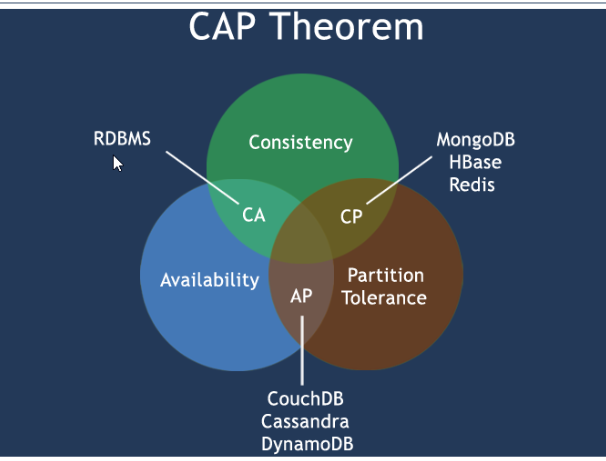 CAP Theorem
RDBMS
Consistency
MongoDB
HBase
Redis
CA
CP
Availability
Partition
Tolerance
AP
CouchDB
Cassandra
DynamoDB